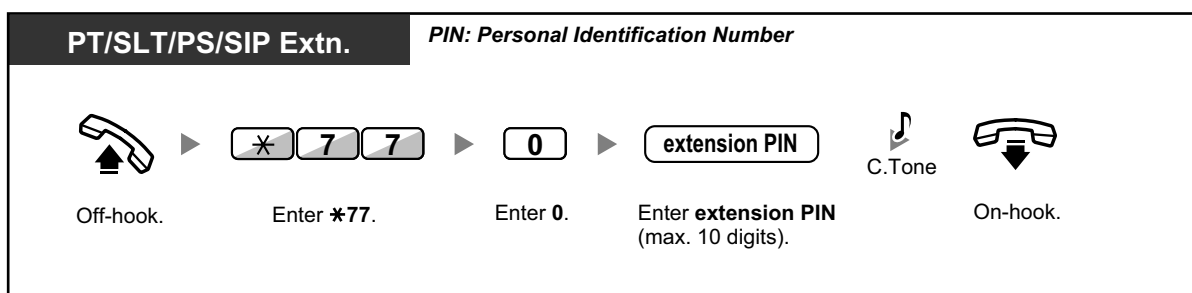 PT/SLT/PS/SIP Extn.
PIN: Personal Identification Number
* 7 7
0
extension PIN
C.Tone
Off-hook.
Enter *77.
Enter 0.
Enter extension PIN
(max. 10 digits).
On-hook.